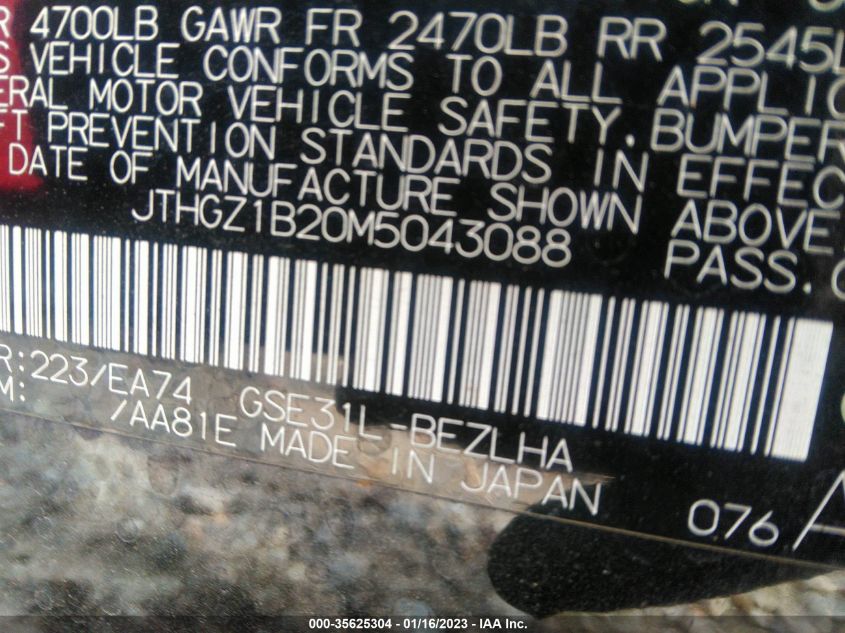 4700LB GAWR FR 2470LB RR 2545L
VEHICLE CONFORMS TO ALL APPLIC
ERAL MOTOR VEHICLE SAFETY, BUMPER
FT PREVENTION STANDARDS IN EFFEC
DATE OF MANUFACTURE SHOWN ABOVE.
JTHGZ1B20M5043088 PASS.
R:223/EA74 GSE31L-BEZLHA
M: /AA81E MADE IN JAPAN
076
000-35625304 - 01/16/2023 - IAA Inc.